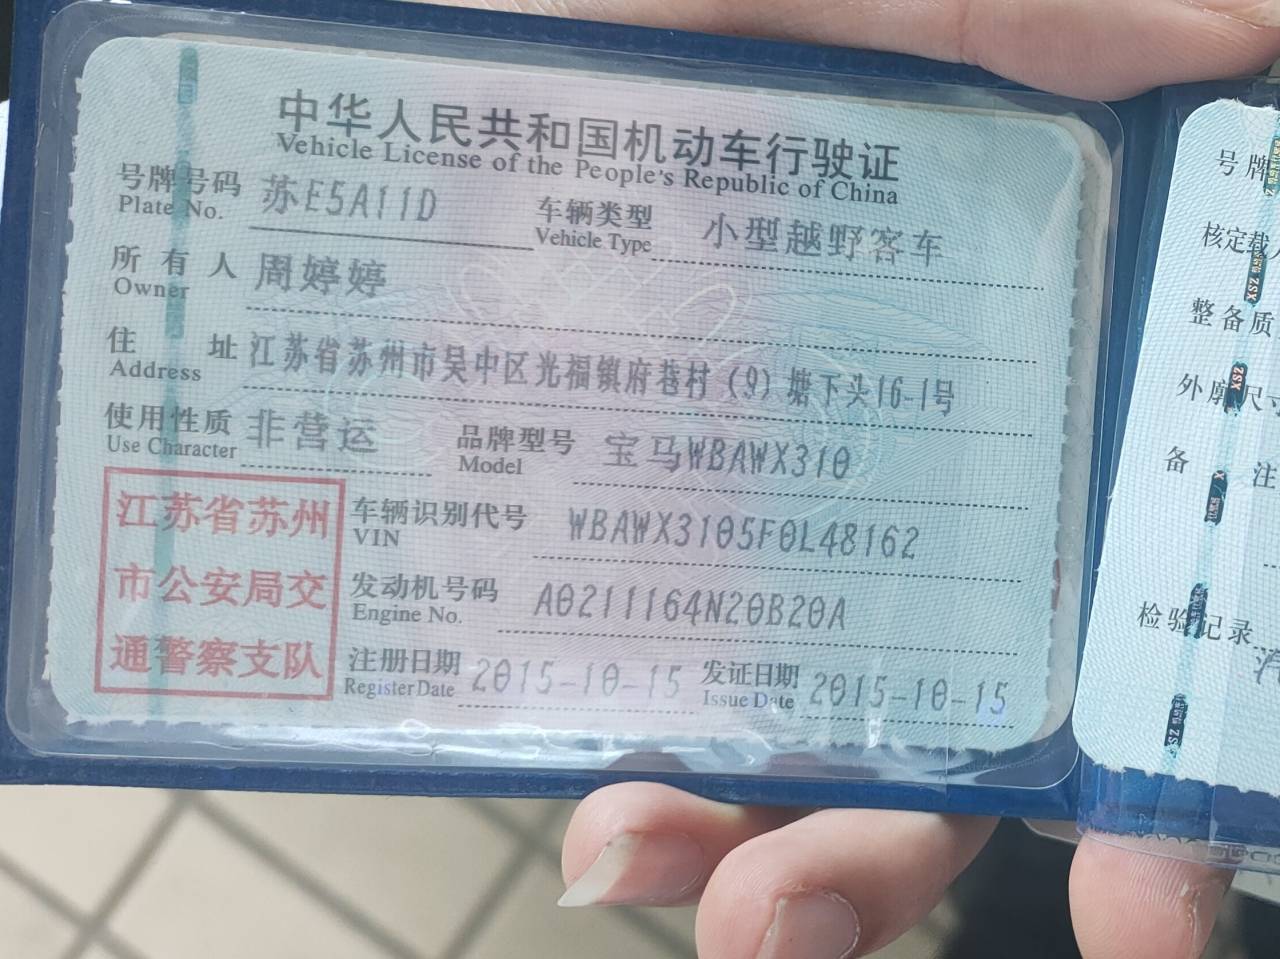 中华人民共和国机动车行驶证
Vehicle License of the People's Republic of China
号牌号码 苏E5A11D 车辆类型 小型越野客车
Plate No. Vehicle Type
所有人 周婷婷
Owner
住址 江苏省苏州市吴中区光福镇府巷村(9)塘下头16-1号
Address
使用性质 非营运 品牌型号 宝马WBAWX310
Use Character Model
江苏省苏州
市公安局交
通警察支队
车辆识别代号 WBAWX3105F0L48162
VIN
发动机号码 A0211164N20B20A
Engine No.
注册日期 2015-10-15 发证日期 2015-10-15
Register Date Issue Date
号牌
核定载人
整备质
外廓尺寸
备 注
检验记录